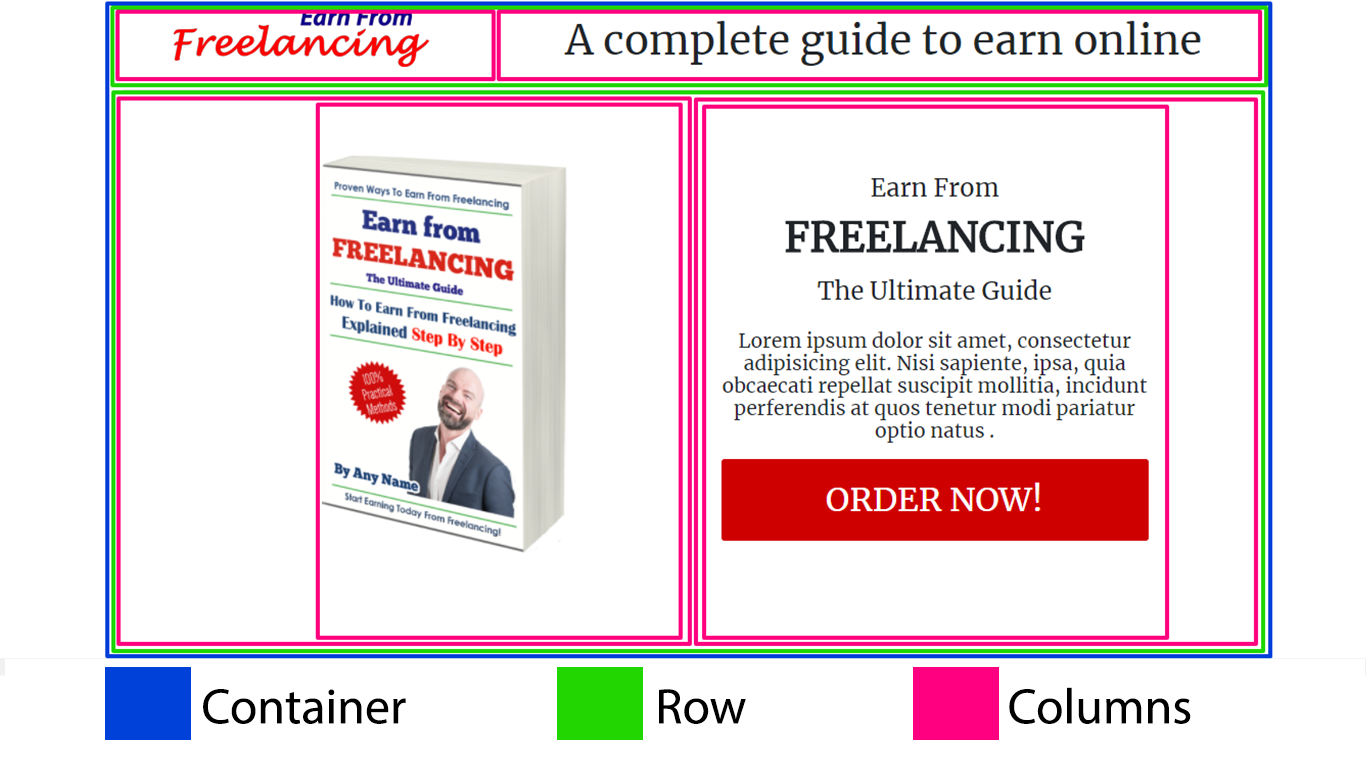 Earn From
Freelancing
A complete guide to earn online
Proven Ways To Earn From Freelancing
Earn from
FREELANCING
The Ultimate Guide
How To Earn From Freelancing
Explained Step By Step
100%
Practical
Methods
By Any Name
Start Earning Today From Freelancing!
Earn From
FREELANCING
The Ultimate Guide
Lorem ipsum dolor sit amet, consectetur
adipisicing elit. Nisi sapiente, ipsa, quia
obcaecati repellat suscipit mollitia, incidunt
perferendis at quos tenetur modi pariatur
optio natus .
ORDER NOW!
Container
Row
Columns